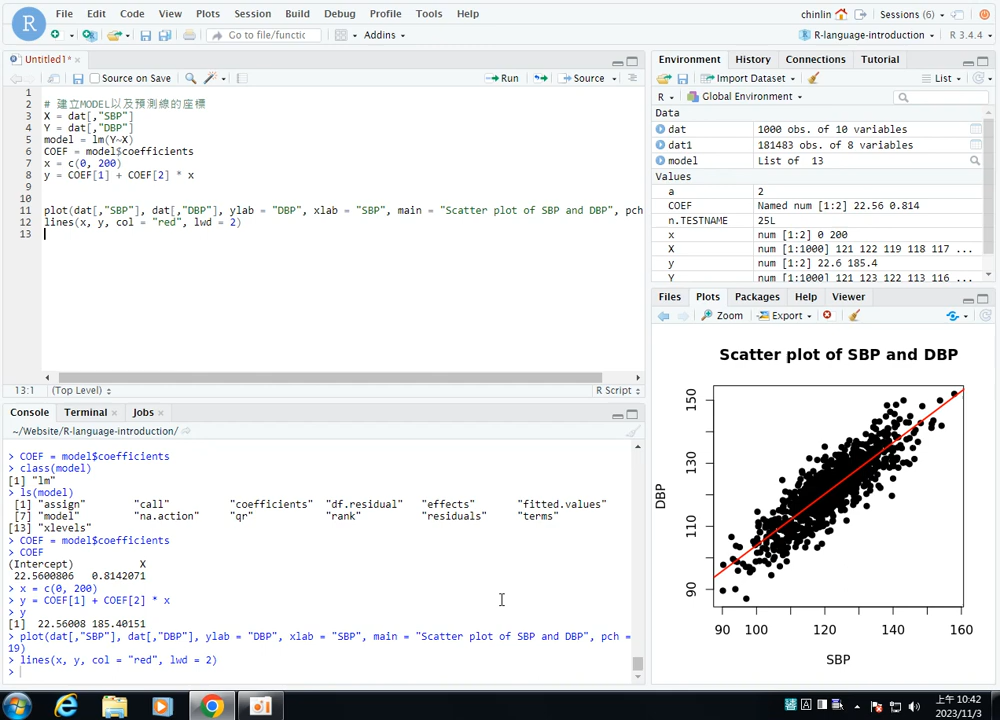 File Edit Code View Plots Session Build Debug Profile Tools Help
chinlin Sessions (6)
Go to file/functic Addins
R-language-introduction R 3.4.4
Untitled1*
Source on Save Run Source
1
2 # 建立MODEL以及預測線的座標
3 X = dat[,"SBP"]
4 Y = dat[,"DBP"]
5 model = lm(Y~X)
6 COEF = model$coefficients
7 x = c(0, 200)
8 y = COEF[1] + COEF[2] * x
9
10
11 plot(dat[,"SBP"], dat[,"DBP"], ylab = "DBP", xlab = "SBP", main = "Scatter plot of SBP and DBP", pch
12 lines(x, y, col = "red", lwd = 2)
13
13:1 (Top Level) R Script
Console Terminal Jobs
~/Website/R-language-introduction/
> COEF = model$coefficients
> class(model)
[1] "lm"
> ls(model)
[1] "assign" "call" "coefficients" "df.residual" "effects" "fitted.values"
[7] "model" "na.action" "qr" "rank" "residuals" "terms"
[13] "xlevels"
> COEF = model$coefficients
> COEF
(Intercept) X
22.5600806 0.8142071
> x = c(0, 200)
> y = COEF[1] + COEF[2] * x
> y
[1] 22.56008 185.40151
> plot(dat[,"SBP"], dat[,"DBP"], ylab = "DBP", xlab = "SBP", main = "Scatter plot of SBP and DBP", pch =
19)
> lines(x, y, col = "red", lwd = 2)
>
Environment History Connections Tutorial
Import Dataset List
R Global Environment
Data
dat 1000 obs. of 10 variables
dat1 181483 obs. of 8 variables
model List of 13
Values
a 2
COEF Named num [1:2] 22.56 0.814
n.TESTNAME 25L
x num [1:2] 0 200
X num [1:1000] 121 122 119 118 117 ...
y num [1:2] 22.6 185.4
Y num [1:1000] 121 123 122 113 116 ...
Files Plots Packages Help Viewer
Zoom Export
Scatter plot of SBP and DBP
DBP
150
130
110
90
90 100 120 140 160
SBP
上午 10:42
2023/11/3